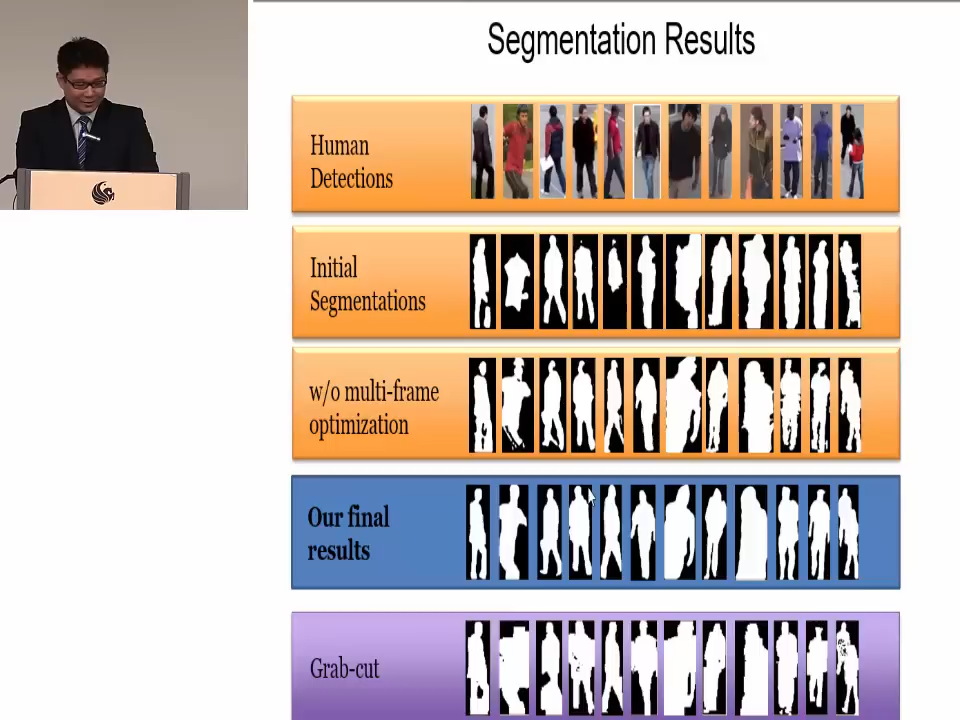 Segmentation Results
Human
Detections
Initial
Segmentations
w/o multi-frame
optimization
Our final
results
Grab-cut